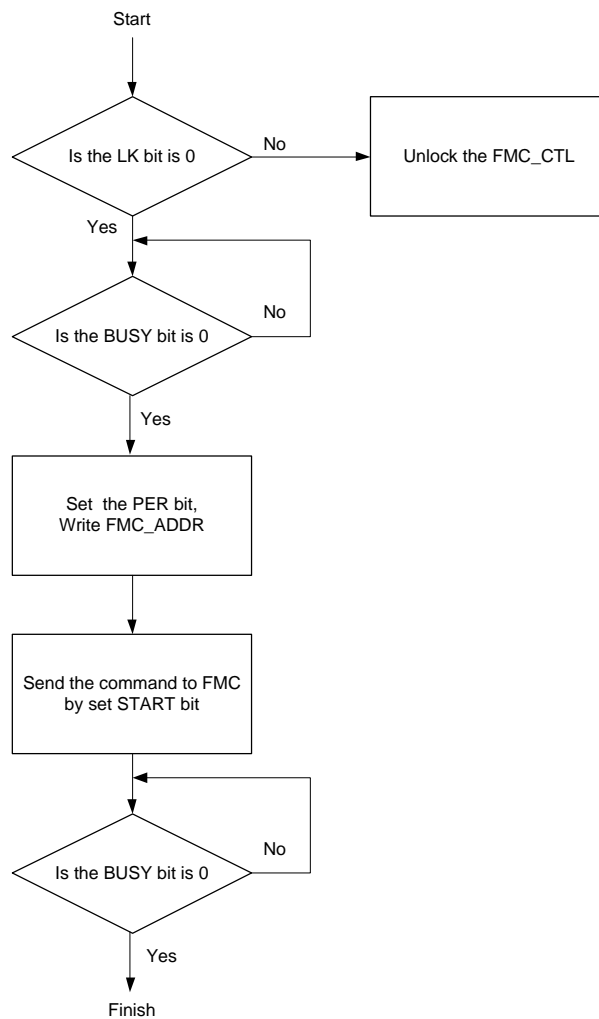 Start
Is the LK bit is 0
No
Unlock the FMC_CTL
Yes
Is the BUSY bit is 0
No
Yes
Set  the PER bit,
Write FMC_ADDR
Send the command to FMC
by set START bit
Is the BUSY bit is 0
No
Yes
Finish